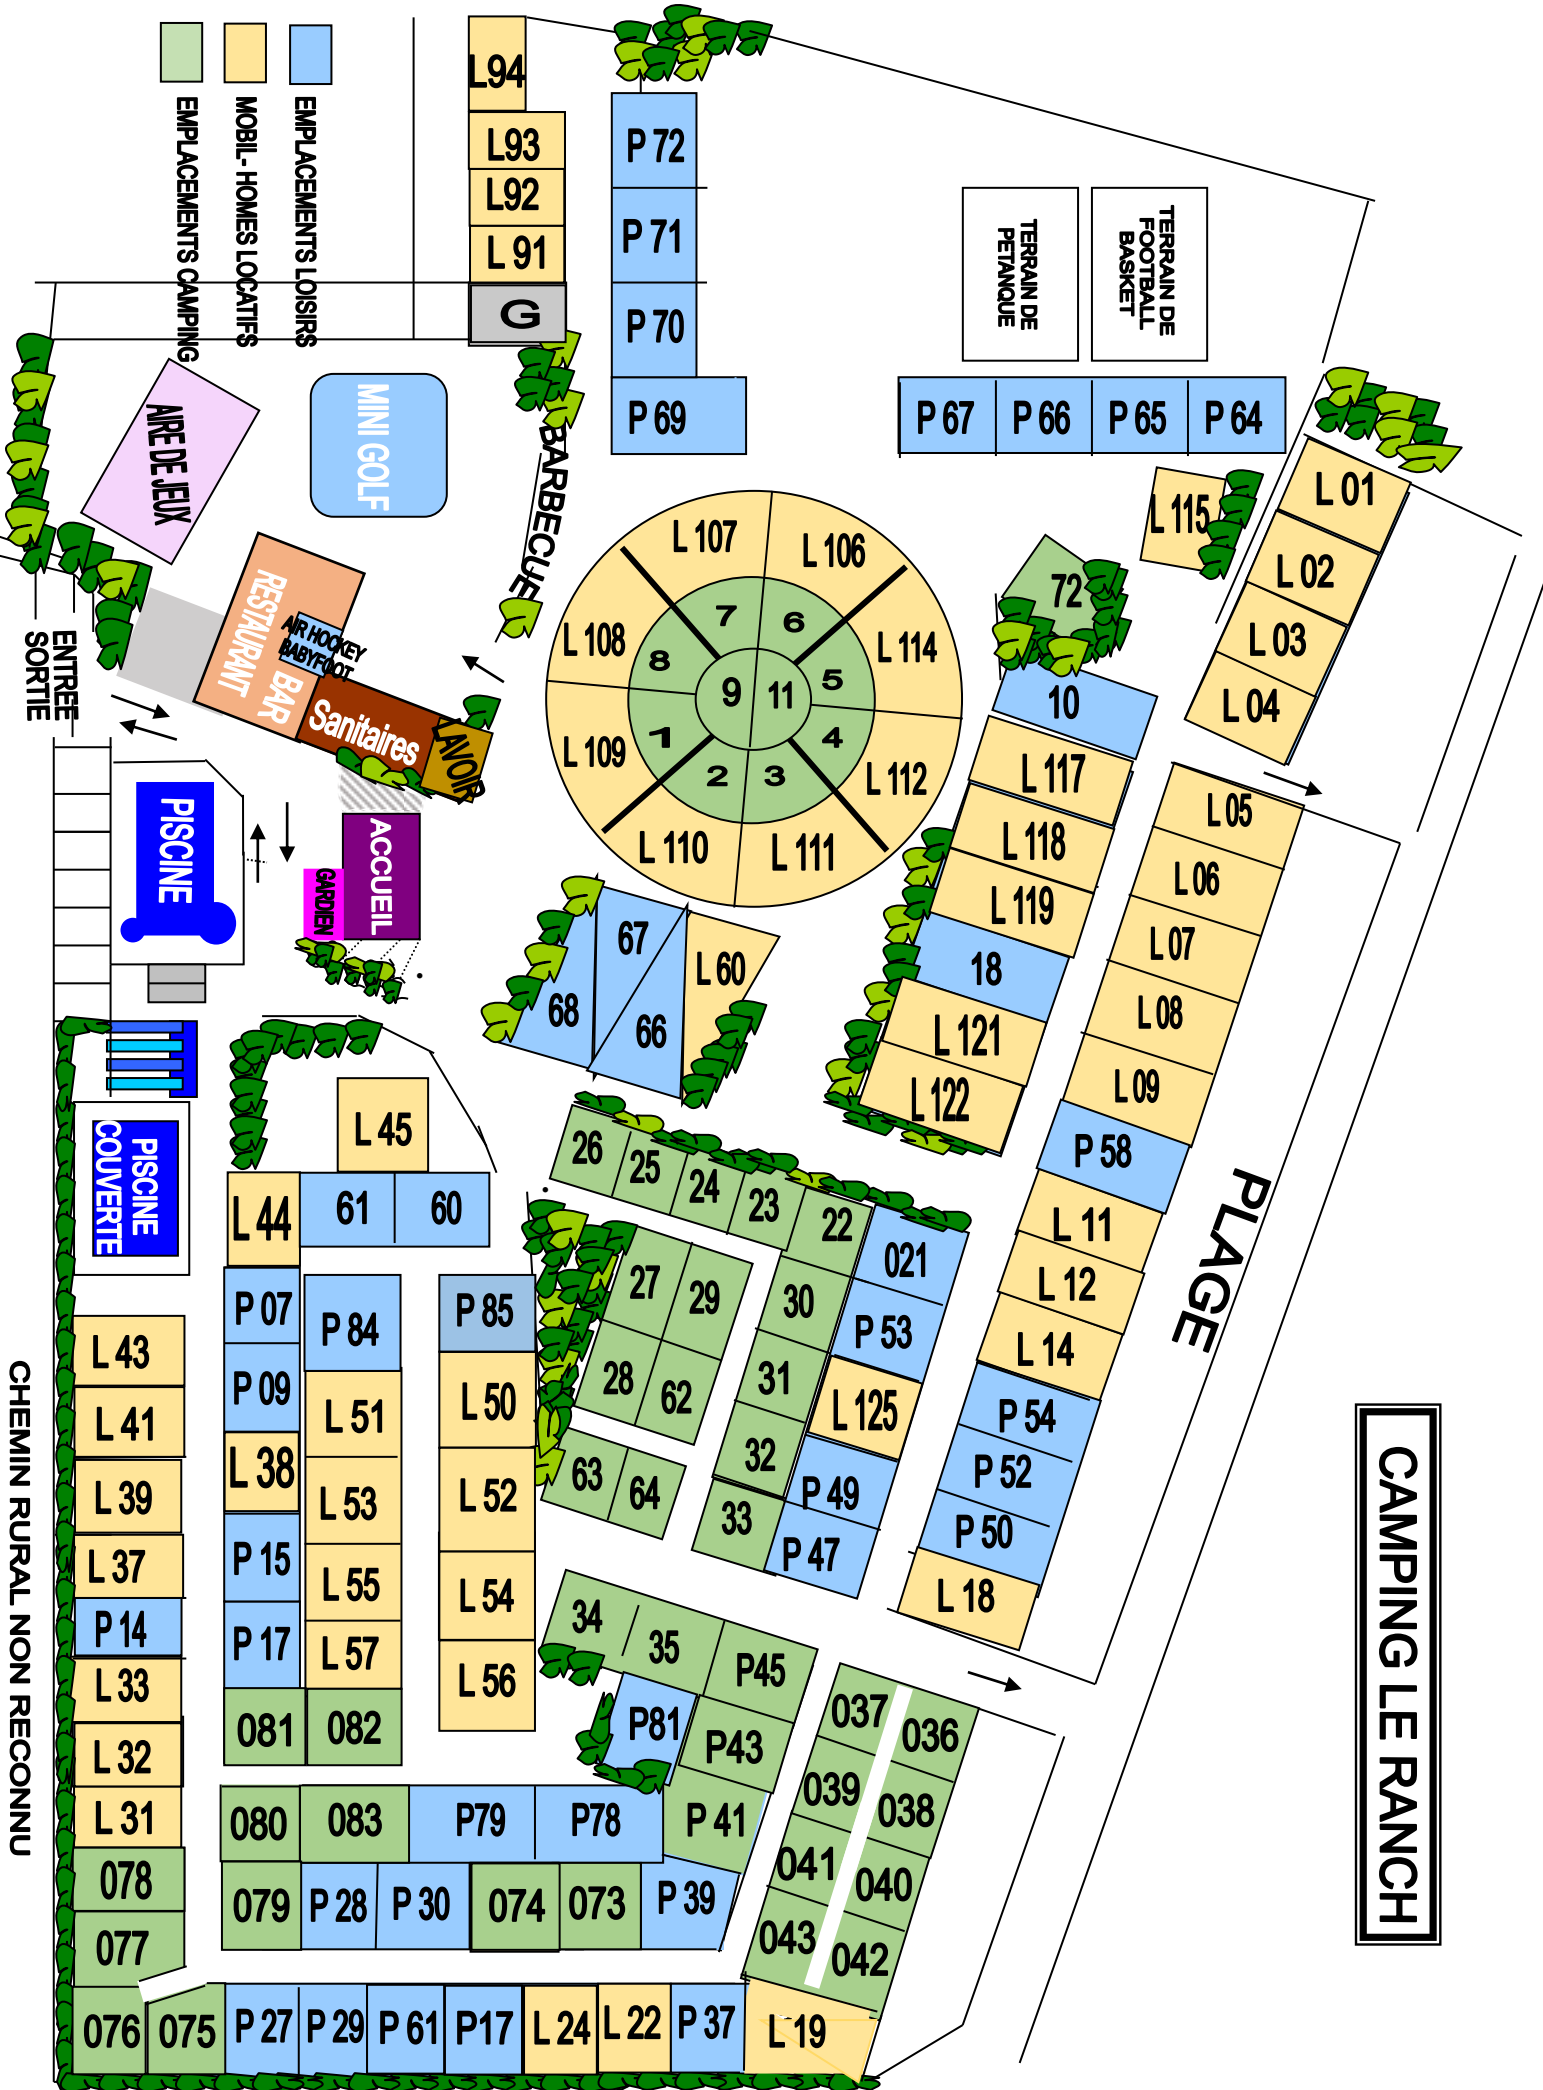 EMPLACEMENTS CAMPING
MOBIL- HOMES LOCATIFS
EMPLACEMENTS LOISIRS
L94
L93
L92
L 91
G
P 72
P 71
P 70
P 69
TERRAIN DE
PETANQUE
TERRAIN DE
FOOTBALL
BASKET
P 67
P 66
P 65
P 64
L 115
L 01
L 02
L 03
L 04
AIRE DE JEUX
MINI GOLF
BARBECUE
RESTAURANT
BAR
AIR HOCKEY
BABYFOOT
Sanitaires
LAVOIR
ENTREE
SORTIE
L 107
L 106
L 108
L 114
L 109
L 112
L 110
L 111
7
6
8
5
9
11
1
4
2
3
72
10
L 117
L 118
L 119
18
L 121
L 122
L 05
L 06
L 07
L 08
L 09
P 58
L 11
L 12
L 14
P 54
P 52
P 50
L 18
PLAGE
PISCINE
ACCUEIL
GARDIEN
67
68
66
L 60
PISCINE
COUVERTE
L 45
L 44
61
60
26
25
24
23
22
021
27
29
30
P 53
28
62
31
L 125
63
64
32
P 49
33
P 47
P 07
P 84
P 85
P 09
L 51
L 50
L 38
L 53
L 52
P 15
L 55
L 54
P 17
L 57
L 56
081
082
L 43
L 41
L 39
L 37
P 14
L 33
L 32
L 31
078
077
076
075
34
35
P45
P81
P43
P 41
037
036
039
038
041
040
043
042
080
083
P79
P78
079
P 28
P 30
074
073
P 39
P 27
P 29
P 61
P17
L 24
L 22
P 37
L 19
CHEMIN RURAL NON RECONNU
CAMPING LE RANCH